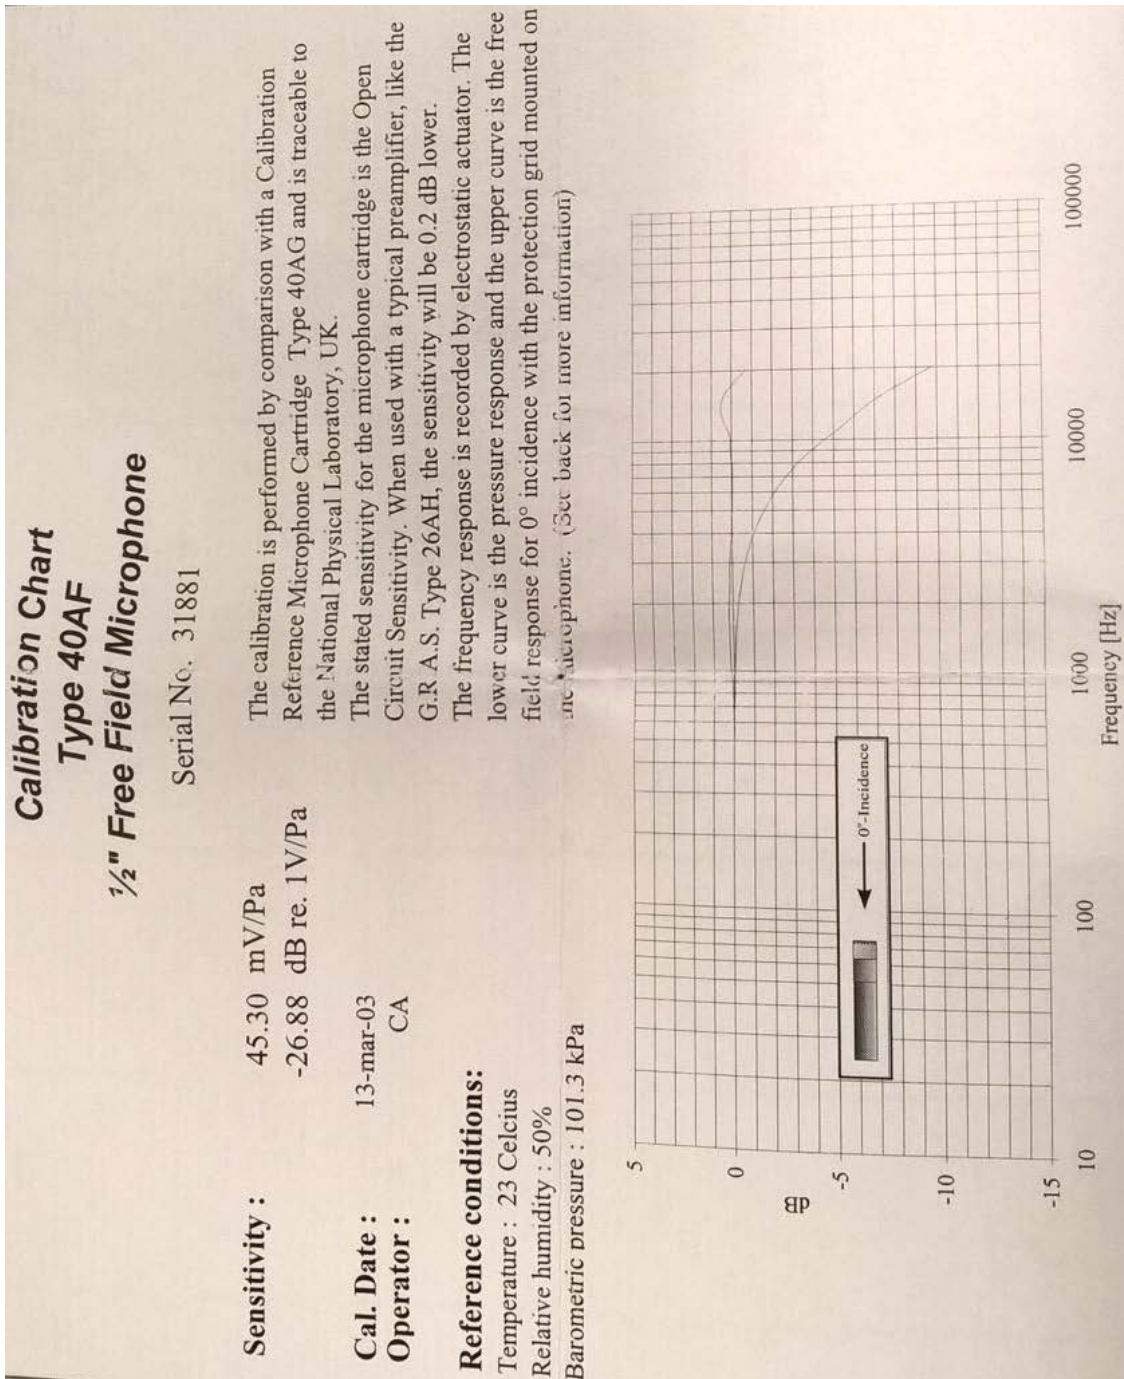 Calibration Chart
Type 40AF
½" Free Field Microphone
Serial No. 31881
Sensitivity : 45.30 mV/Pa
-26.88 dB re. 1V/Pa
Cal. Date : 13-mar-03
Operator : CA
Reference conditions:
Temperature : 23 Celcius
Relative humidity : 50%
Barometric pressure : 101.3 kPa
The calibration is performed by comparison with a Calibration
Reference Microphone Cartridge Type 40AG and is traceable to
the National Physical Laboratory, UK.
The stated sensitivity for the microphone cartridge is the Open
Circuit Sensitivity. When used with a typical preamplifier, like the
G.R A.S. Type 26AH, the sensitivity will be 0.2 dB lower.
The frequency response is recorded by electrostatic actuator. The
lower curve is the pressure response and the upper curve is the free
field response for 0° incidence with the protection grid mounted on
the microphone. (See back for more information)
5
0
-5
-10
-15
dB
0°-Incidence
10
100
1000
10000
100000
Frequency [Hz]